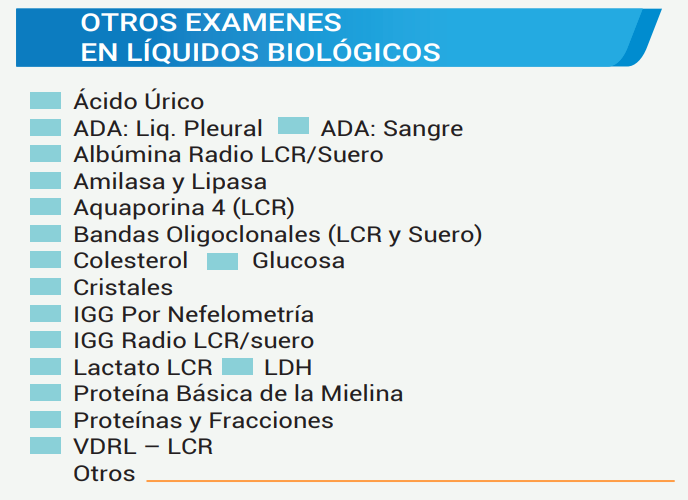 OTROS EXAMENES
EN LÍQUIDOS BIOLÓGICOS
Ácido Úrico
ADA: Liq. Pleural ADA: Sangre
Albúmina Radio LCR/Suero
Amilasa y Lipasa
Aquaporina 4 (LCR)
Bandas Oligoclonales (LCR y Suero)
Colesterol Glucosa
Cristales
IGG Por Nefelometría
IGG Radio LCR/suero
Lactato LCR LDH
Proteína Básica de la Mielina
Proteínas y Fracciones
VDRL – LCR
Otros